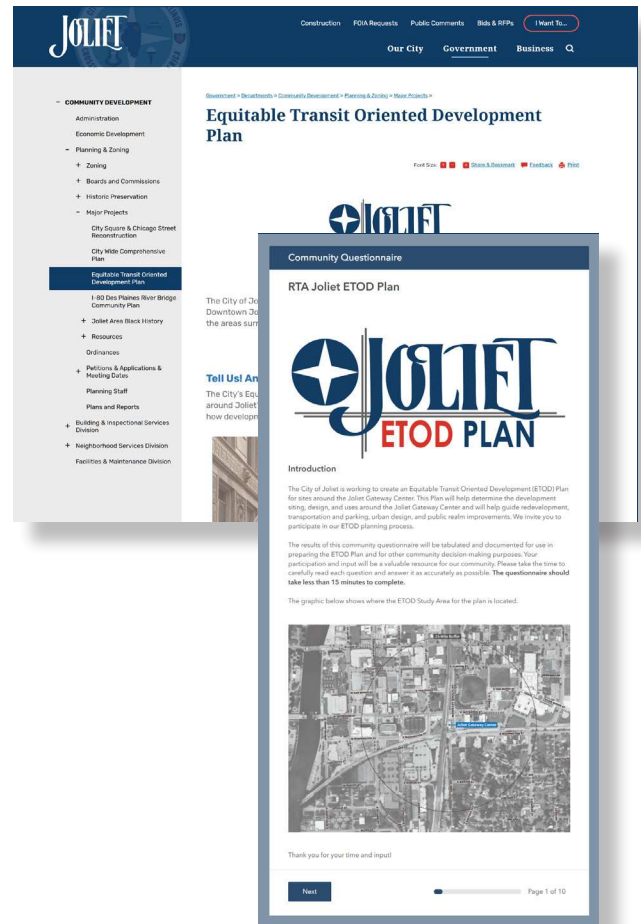 JOLIET
Construction FOIA Requests Public Comments Bids & RFPs I Want To...
Our City Government Business
− COMMUNITY DEVELOPMENT
Administration
Economic Development
− Planning & Zoning
+ Zoning
+ Boards and Commissions
+ Historic Preservation
− Major Projects
City Square & Chicago Street
Reconstruction
City Wide Comprehensive
Plan
Equitable Transit Oriented
Development Plan
I-80 Des Plaines River Bridge
Community Plan
+ Joliet Area Black History
+ Resources
Ordinances
+ Petitions & Applications &
Meeting Dates
Planning Staff
Plans and Reports
+ Building & Inspectional Services
Division
+ Neighborhood Services Division
Facilities & Maintenance Division
Government » Departments » Community Development » Planning & Zoning » Major Projects »
Equitable Transit Oriented Development
Plan
Font Size: + − + Share & Bookmark Feedback Print
JOLIET
The City of Jo
Downtown Jo
the areas surr
Tell Us! An
The City's Equ
around Joliet'
how developm
Community Questionnaire
RTA Joliet ETOD Plan
JOLIET
ETOD PLAN
Introduction
The City of Joliet is working to create an Equitable Transit Oriented Development (ETOD) Plan
for sites around the Joliet Gateway Center. This Plan will help determine the development
siting, design, and uses around the Joliet Gateway Center and will help guide redevelopment,
transportation and parking, urban design, and public realm improvements. We invite you to
participate in our ETOD planning process.
The results of this community questionnaire will be tabulated and documented for use in
preparing the ETOD Plan and for other community decision-making purposes. Your
participation and input will be a valuable resource for our community. Please take the time to
carefully read each question and answer it as accurately as possible. The questionnaire should
take less than 15 minutes to complete.
The graphic below shows where the ETOD Study Area for the plan is located.
Joliet Gateway Center
Thank you for your time and input!
Next Page 1 of 10